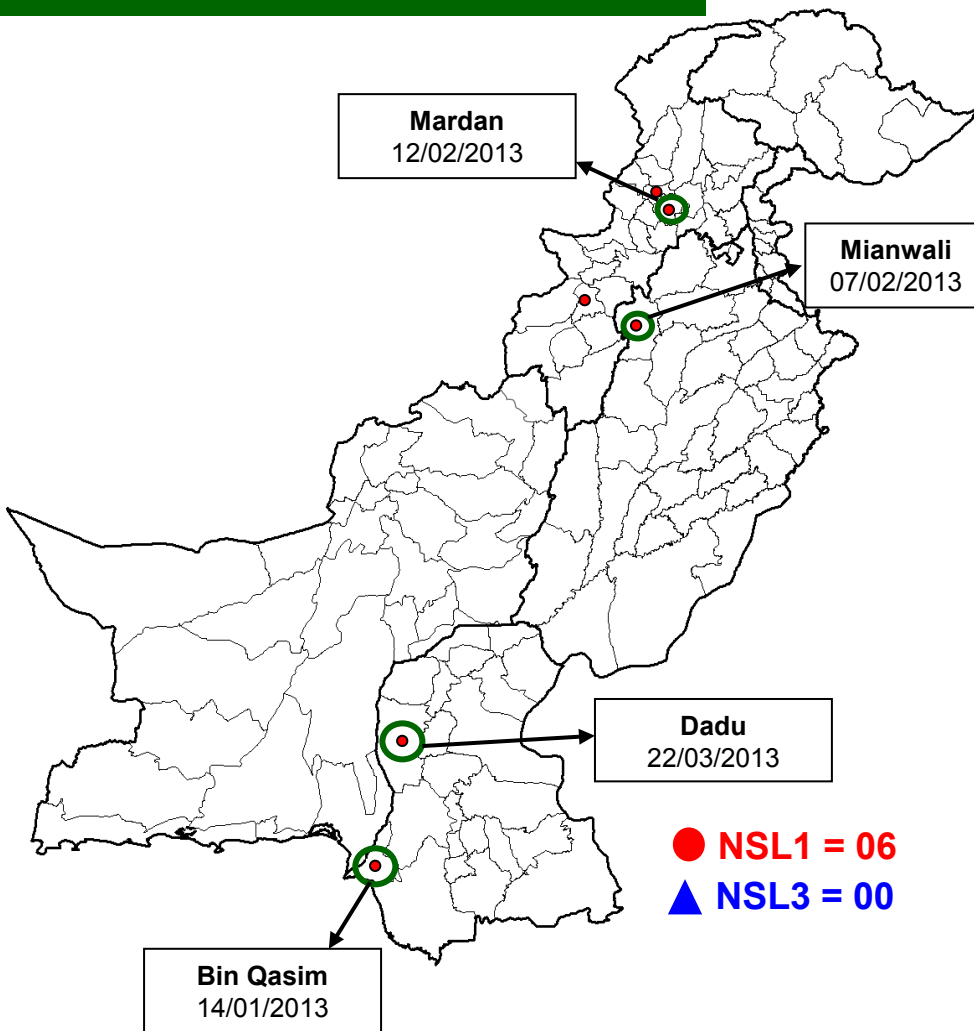 Mardan
12/02/2013
Mianwali
07/02/2013
Dadu
22/03/2013
NSL1 = 06
NSL3 = 00
Bin Qasim
14/01/2013